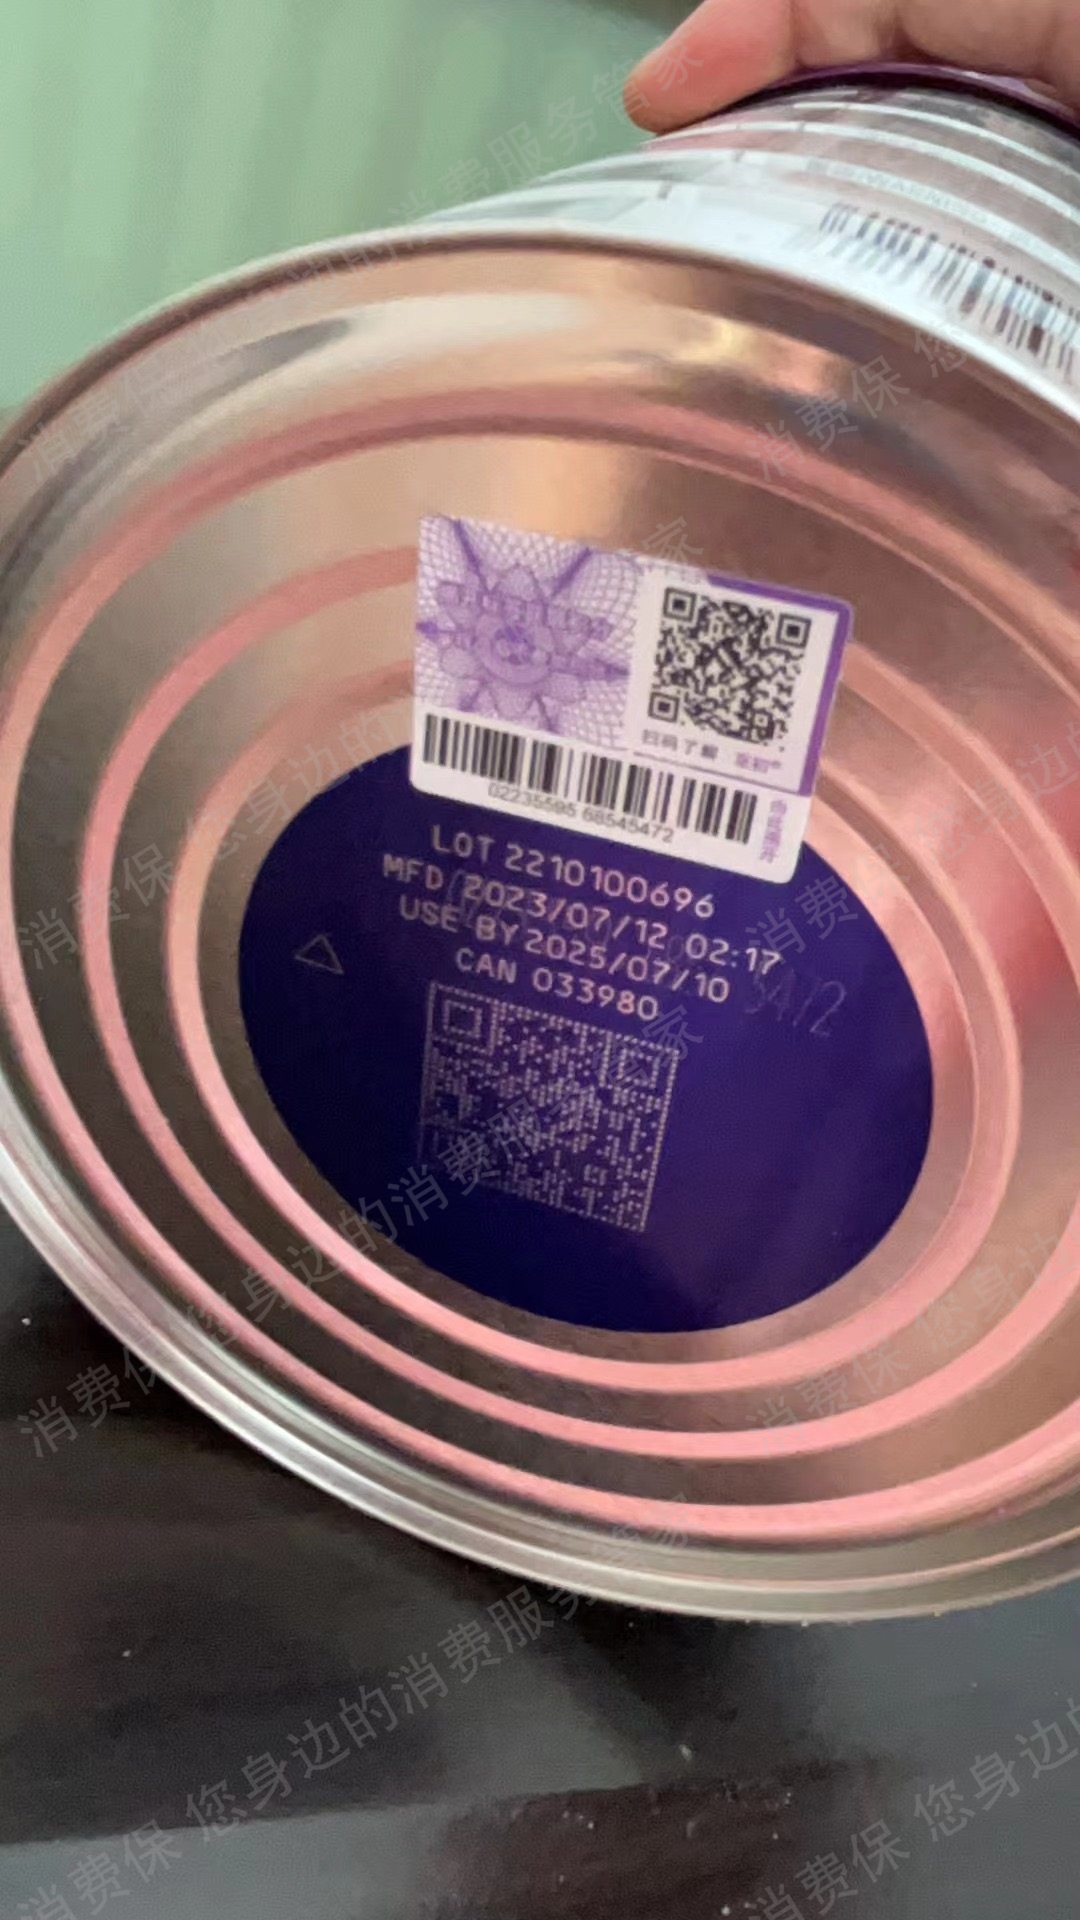 扫码了解
02235595 68545472
LOT 2210100696
MFD 2023/07/12 02:17
USE BY 2025/07/10
CAN 033980
消费保 您身边的消费服务管家